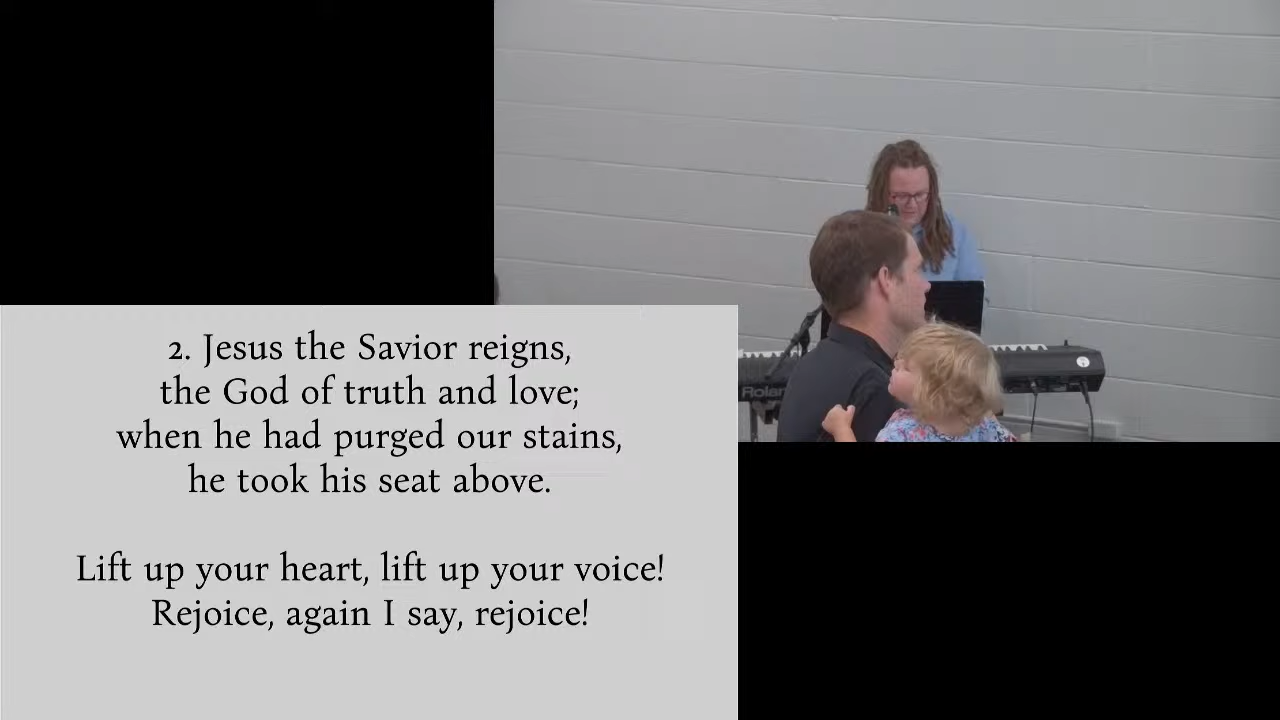 2. Jesus the Savior reigns,
the God of truth and love;
when he had purged our stains,
he took his seat above.
Lift up your heart, lift up your voice!
Rejoice, again I say, rejoice!
Roland